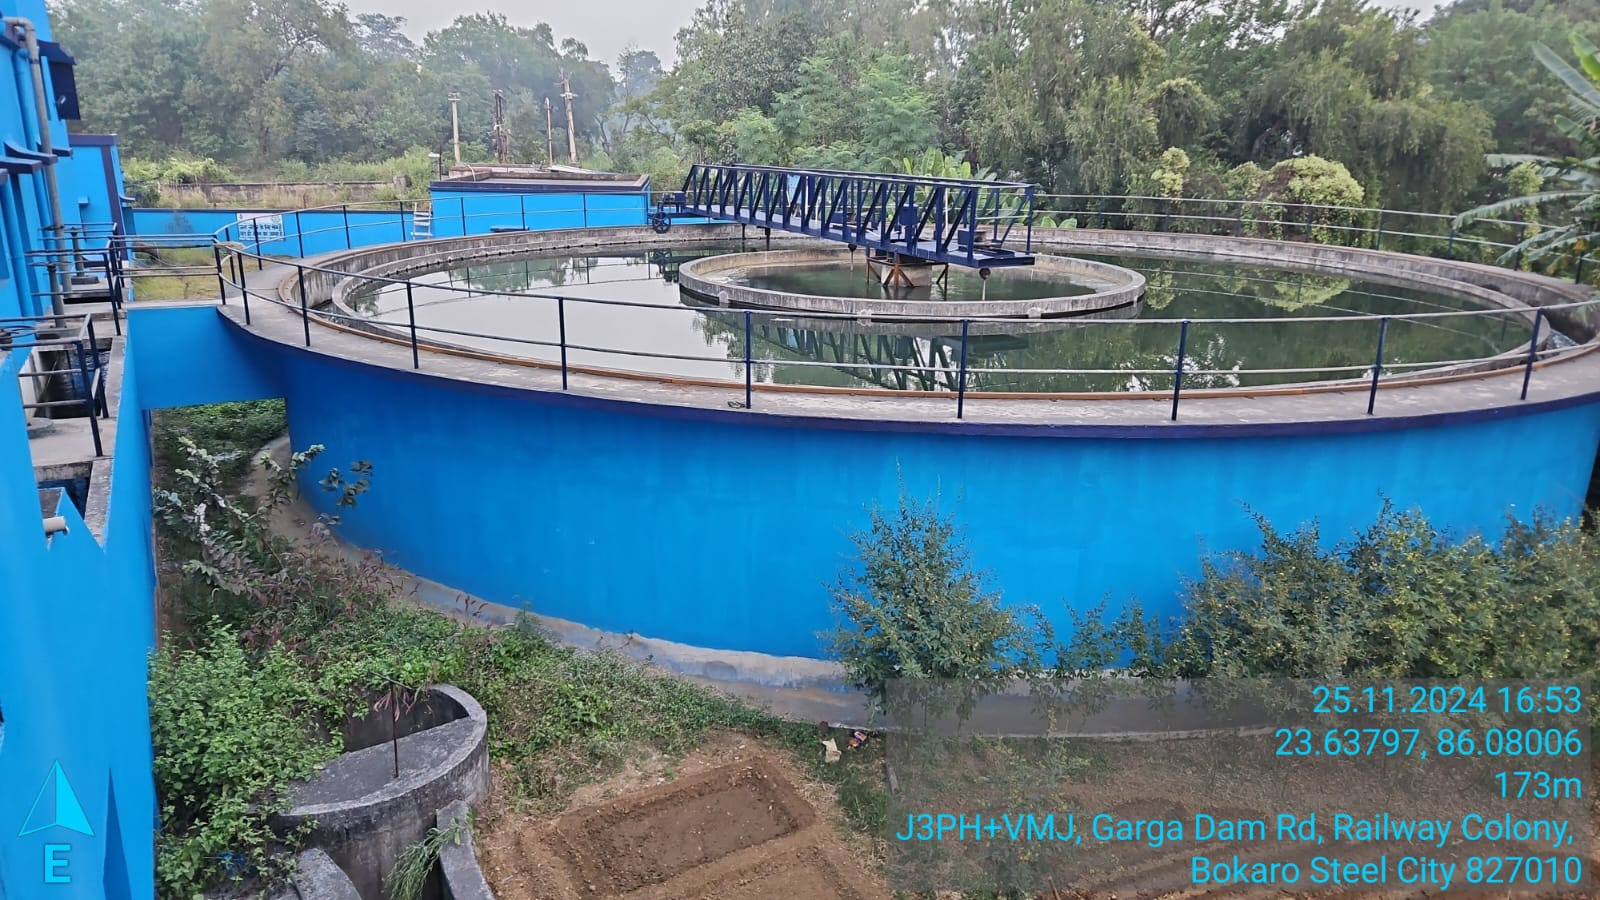 25.11.2024 16:53
23.63797, 86.08006
173m
J3PH+VMJ, Garga Dam Rd, Railway Colony,
Bokaro Steel City 827010
E